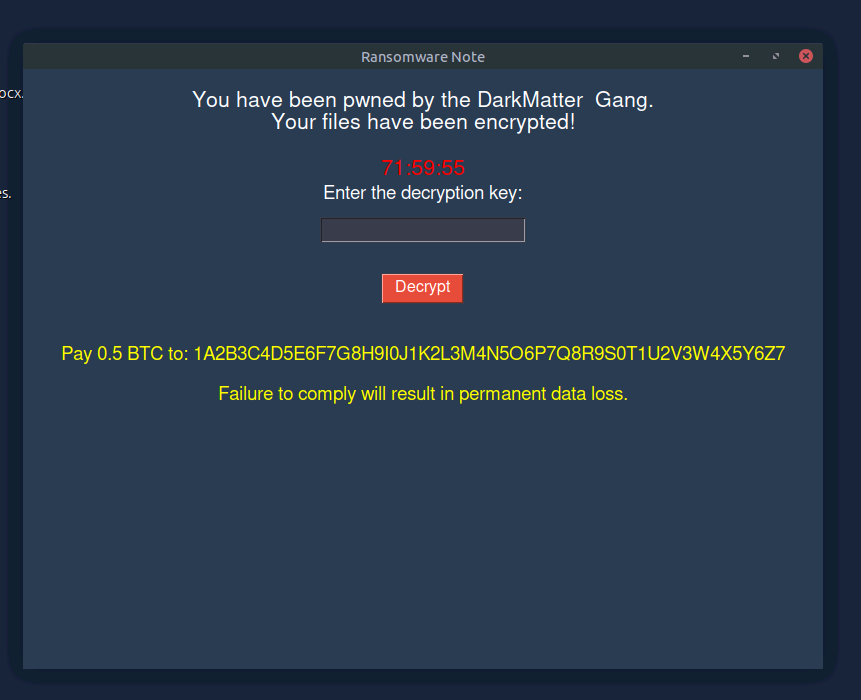 Ransomware Note
You have been pwned by the DarkMatter  Gang.
Your files have been encrypted!
ocx.
71:59:55
Enter the decryption key:
es.
Decrypt
Pay 0.5 BTC to: 1A2B3C4D5E6F7G8H9I0J1K2L3M4N5O6P7Q8R9S0T1U2V3W4X5Y6Z7
Failure to comply will result in permanent data loss.